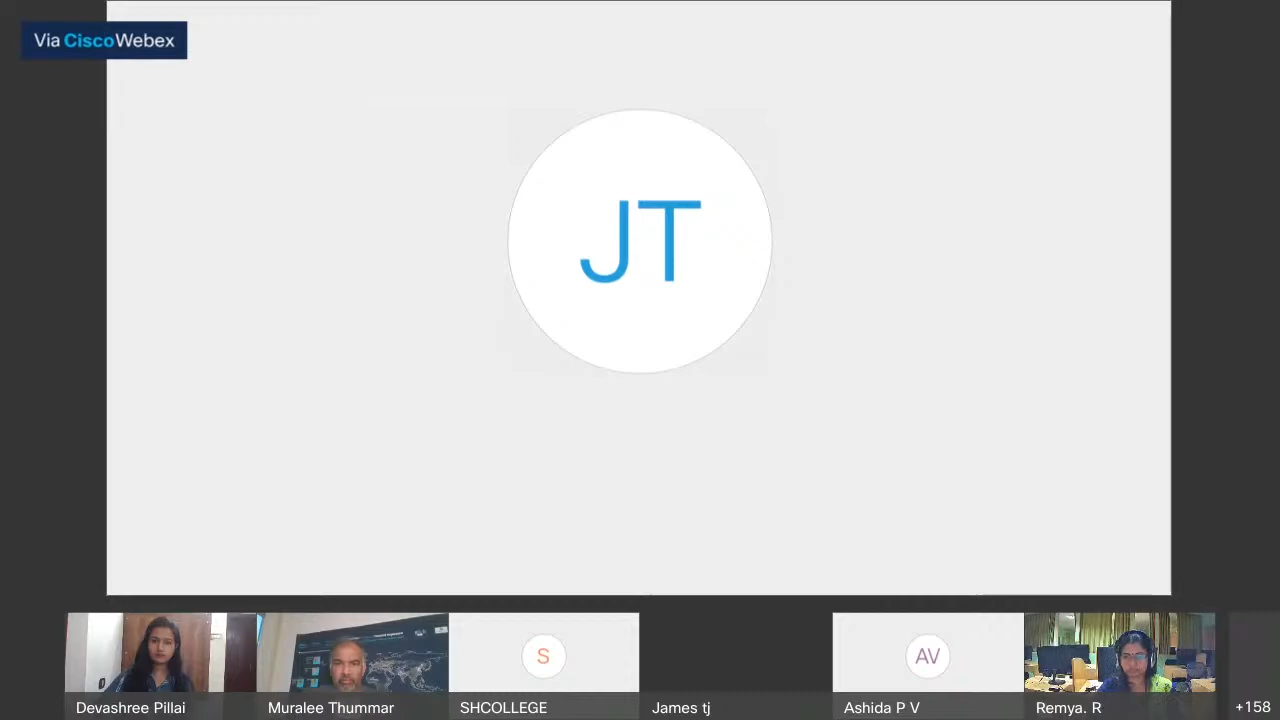 Via CiscoWebex
JT
S
AV
Devashree Pillai
Muralee Thummar
SHCOLLEGE
James tj
Ashida P V
Remya. R
+158